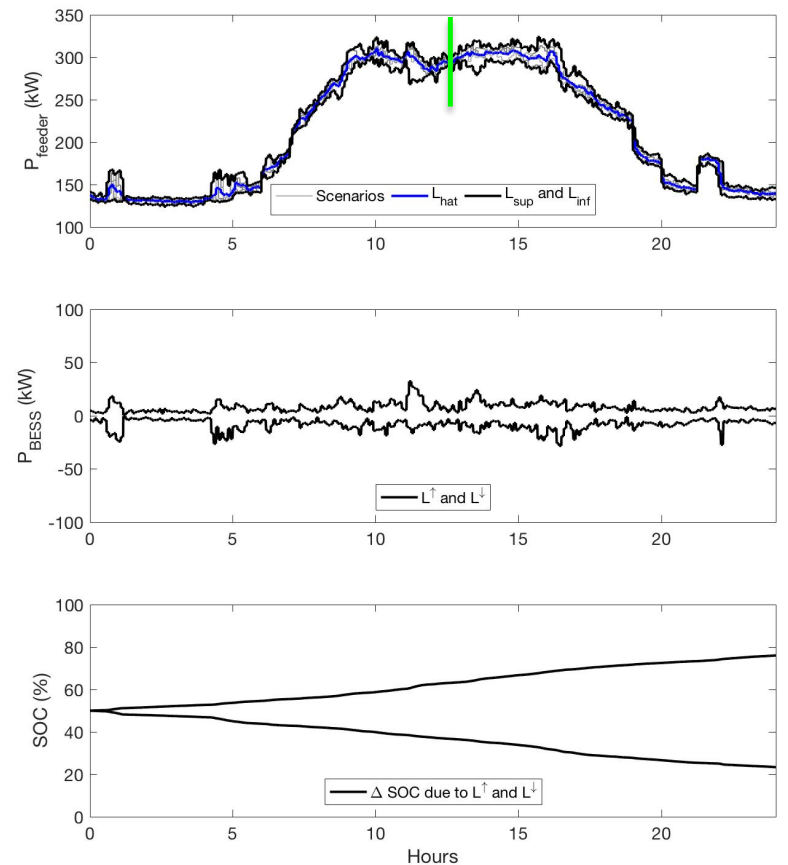 350
300
250
200
150
100
P_feeder (kW)
Scenarios L_hat L_sup and L_inf
0 5 10 15 20
100
50
0
-50
-100
P_BESS (kW)
L^↑ and L^↓
0 5 10 15 20
100
80
60
40
20
0
SOC (%)
Δ SOC due to L^↑ and L^↓
0 5 10 15 20
Hours